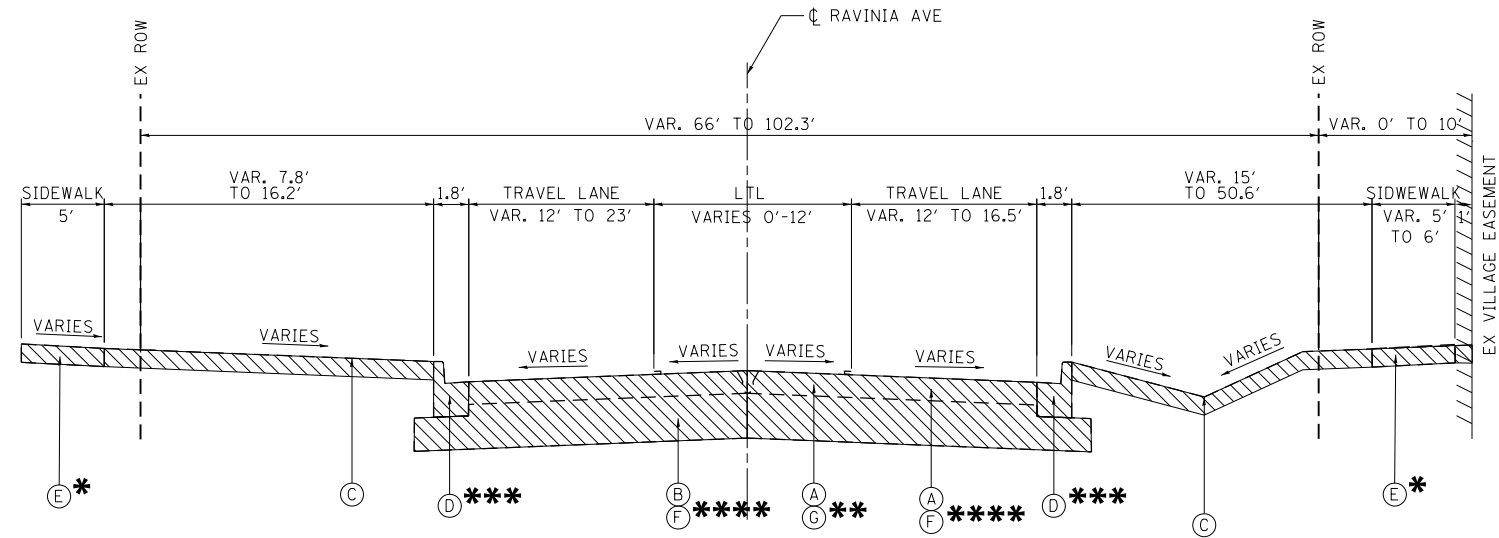 ℄ RAVINIA AVE
EX ROW
EX ROW
VAR. 66' TO 102.3'
VAR. 0' TO 10'
SIDEWALK
5'
VAR. 7.8'
TO 16.2'
1.8'
TRAVEL LANE
VAR. 12' TO 23'
LTL
VARIES 0'-12'
TRAVEL LANE
VAR. 12' TO 16.5'
1.8'
VAR. 15'
TO 50.6'
SIDWEWALK
VAR. 5'
TO 6'
1'
EX VILLAGE EASEMENT
VARIES
VARIES
VARIES
VARIES
VARIES
VARIES
VARIES
VARIES
E *
C
D ***
B
F ****
A
G **
A
F ****
D ***
C
E *